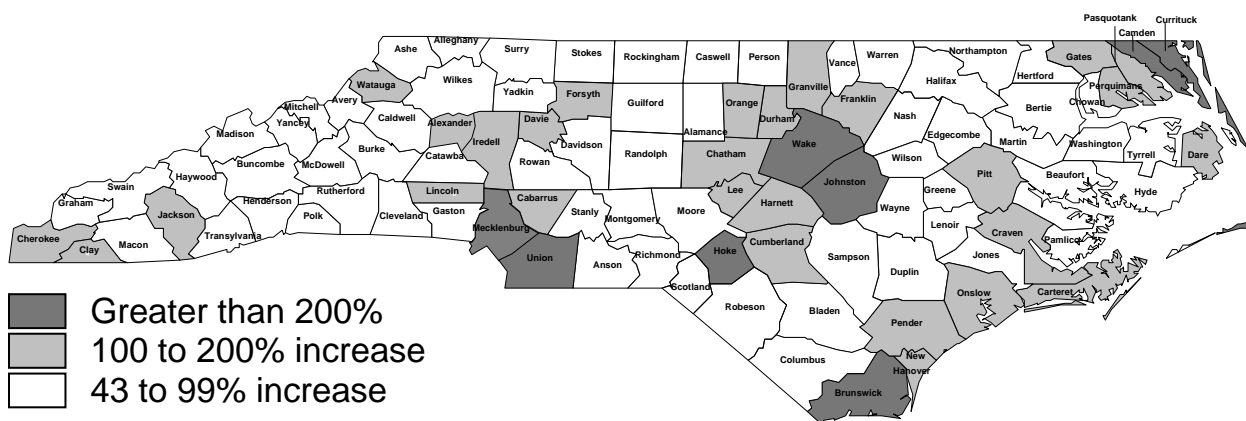 Pasquotank
Currituck
Camden
Alleghany
Ashe
Surry
Stokes
Rockingham
Caswell
Person
Vance
Warren
Northampton
Gates
Hertford
Halifax
Granville
Watauga
Wilkes
Yadkin
Forsyth
Guilford
Orange
Durham
Franklin
Perquimans
Chowan
Bertie
Mitchell
Avery
Yancey
Caldwell
Alexander
Davie
Iredell
Davidson
Alamance
Nash
Edgecombe
Martin
Washington
Tyrrell
Dare
Madison
Burke
Catawba
Rowan
Randolph
Chatham
Wake
Wilson
Buncombe
McDowell
Haywood
Swain
Graham
Rutherford
Henderson
Polk
Cleveland
Lincoln
Gaston
Cabarrus
Stanly
Montgomery
Moore
Lee
Harnett
Johnston
Greene
Pitt
Beaufort
Hyde
Jackson
Transylvania
Macon
Cherokee
Clay
Mecklenburg
Union
Anson
Richmond
Hoke
Cumberland
Wayne
Lenoir
Craven
Pamlico
Jones
Sampson
Duplin
Scotland
Robeson
Bladen
Onslow
Carteret
Pender
Columbus
New
Hanover
Brunswick
Greater than 200%
100 to 200% increase
43 to 99% increase